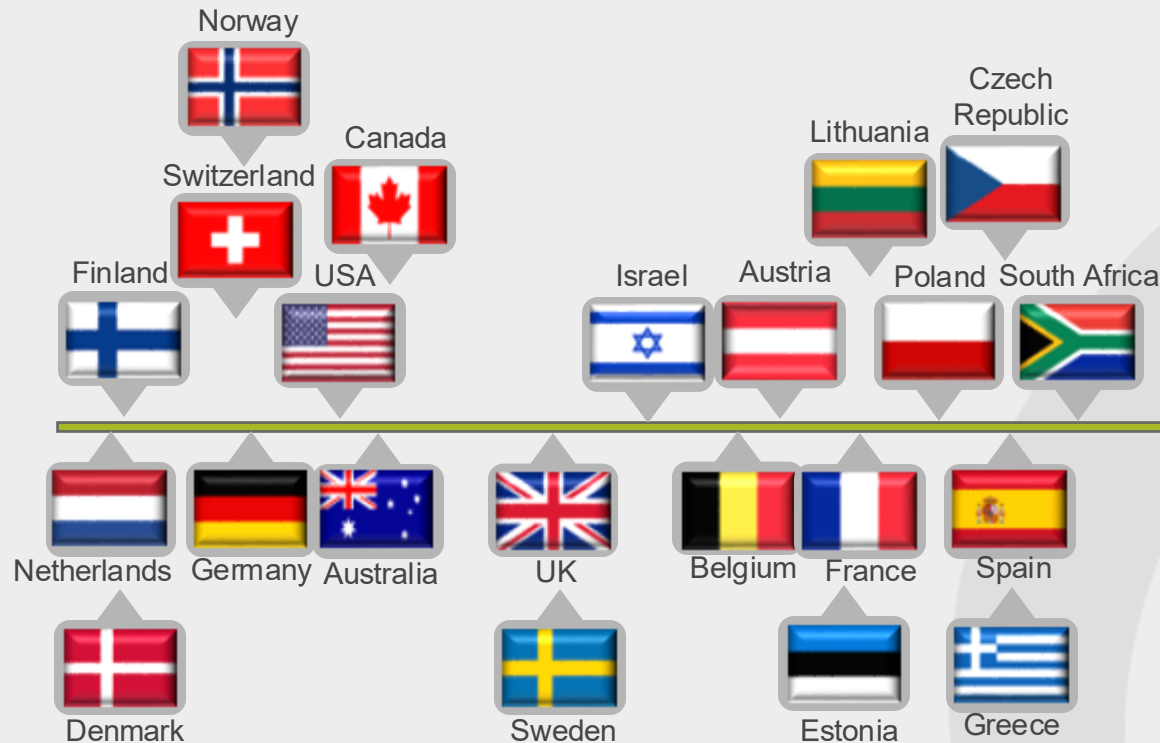 Norway
Canada
Switzerland
Czech
Republic
Lithuania
Finland
USA
Israel
Austria
Poland
South Africa
Netherlands
Germany
Australia
UK
Belgium
France
Spain
Denmark
Sweden
Estonia
Greece